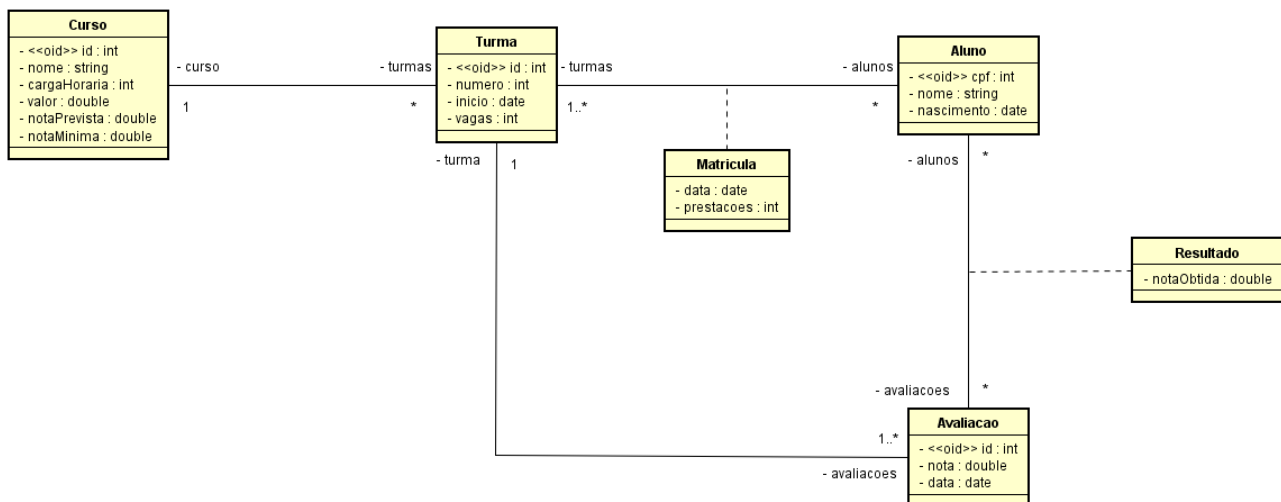 Curso
- <<oid>> id : int
- nome : string
- cargaHoraria : int
- valor : double
- notaPrevista : double
- notaMinima : double
- curso
1
- turmas
*
Turma
- <<oid>> id : int
- numero : int
- inicio : date
- vagas : int
- turmas
1..*
- alunos
*
Aluno
- <<oid>> cpf : int
- nome : string
- nascimento : date
- turma
1
Matricula
- data : date
- prestacoes : int
- alunos
*
Resultado
- notaObtida : double
- avaliacoes
*
1..*
- avaliacoes
Avaliacao
- <<oid>> id : int
- nota : double
- data : date